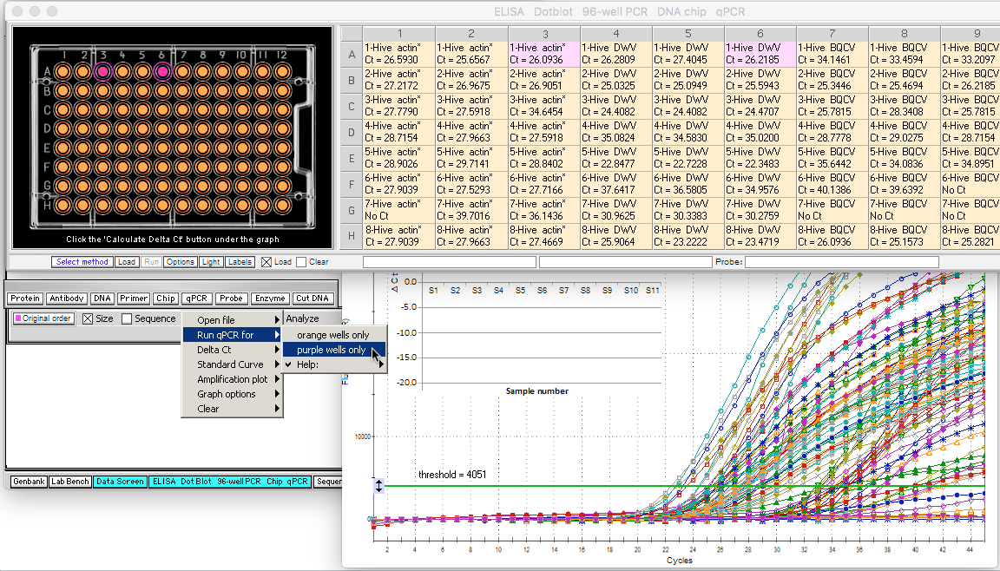 ELISA Dotblot 96-well PCR DNA chip qPCR
1 2 3 4 5 6 7 8 9 10 11 12
A
B
C
D
E
F
G
H
Click the 'Calculate Delta Ct' button under the graph
1 2 3 4 5 6 7 8 9
A
1-Hive actin* 1-Hive actin* 1-Hive actin* 1-Hive DWV 1-Hive DWV 1-Hive DWV 1-Hive BQCV 1-Hive BQCV 1-Hive BQCV
Ct = 26.5930 Ct = 25.6567 Ct = 26.0936 Ct = 26.2809 Ct = 27.4045 Ct = 26.2185 Ct = 34.1461 Ct = 33.4594 Ct = 33.2097
B
2-Hive actin* 2-Hive actin* 2-Hive actin* 2-Hive DWV 2-Hive DWV 2-Hive DWV 2-Hive BQCV 2-Hive BQCV 2-Hive BQCV
Ct = 27.2172 Ct = 26.9675 Ct = 26.9051 Ct = 25.0325 Ct = 25.0949 Ct = 25.5943 Ct = 25.3446 Ct = 25.4694 Ct = 26.2185
C
3-Hive actin* 3-Hive actin* 3-Hive actin* 3-Hive DWV 3-Hive DWV 3-Hive DWV 3-Hive BQCV 3-Hive BQCV 3-Hive BQCV
Ct = 27.7790 Ct = 27.5918 Ct = 34.6454 Ct = 24.4082 Ct = 24.4082 Ct = 24.4707 Ct = 25.7815 Ct = 28.3408 Ct = 25.7815
D
4-Hive actin* 4-Hive actin* 4-Hive actin* 4-Hive DWV 4-Hive DWV 4-Hive DWV 4-Hive BQCV 4-Hive BQCV 4-Hive BQCV
Ct = 28.7154 Ct = 27.9663 Ct = 27.5918 Ct = 35.0824 Ct = 34.5830 Ct = 35.0200 Ct = 28.7778 Ct = 29.0275 Ct = 28.7154
E
5-Hive actin* 5-Hive actin* 5-Hive actin* 5-Hive DWV 5-Hive DWV 5-Hive DWV 5-Hive BQCV 5-Hive BQCV 5-Hive BQCV
Ct = 28.9026 Ct = 29.7141 Ct = 28.8402 Ct = 22.8477 Ct = 22.7228 Ct = 22.3483 Ct = 35.6442 Ct = 34.0836 Ct = 34.8951
F
6-Hive actin* 6-Hive actin* 6-Hive actin* 6-Hive DWV 6-Hive DWV 6-Hive DWV 6-Hive BQCV 6-Hive BQCV 6-Hive BQCV
Ct = 27.9039 Ct = 27.5293 Ct = 27.7166 Ct = 37.6417 Ct = 36.5805 Ct = 34.9576 Ct = 40.1386 Ct = 39.6392 No Ct
G
7-Hive actin* 7-Hive actin* 7-Hive actin* 7-Hive DWV 7-Hive DWV 7-Hive DWV 7-Hive BQCV 7-Hive BQCV 7-Hive BQCV
No Ct Ct = 39.7016 Ct = 36.1436 Ct = 30.9625 Ct = 30.3383 Ct = 30.2759 No Ct Ct = 38.1573 No Ct
H
8-Hive actin* 8-Hive actin* 8-Hive actin* 8-Hive DWV 8-Hive DWV 8-Hive DWV 8-Hive BQCV 8-Hive BQCV 8-Hive BQCV
Ct = 27.9039 Ct = 27.9663 Ct = 27.4669 Ct = 25.9064 Ct = 23.2222 Ct = 23.4719 Ct = 26.0936 Ct = 25.1573 Ct = 25.2821
Select method Load Run Options Light Labels Load Clear
Probe:
Protein Antibody DNA Primer Chip qPCR Probe Enzyme Cut DNA
Original order Size Sequence
Open file
Run qPCR for
Delta Ct
Standard Curve
Amplification plot
Graph options
Clear
Analyze
orange wells only
purple wells only
Help:
Genbank Lab Bench Data Screen ELISA Dot Blot 96-well PCR Chip qPCR
Δ C t
0.0
S1 S2 S3 S4 S5 S6 S7 S8 S9 S10 S11
-5.0
-10.0
-15.0
-20.0
Sample number
10000
threshold = 4051
2 4 6 8 10 12 14 16 18 20 22 24 26 28 30 32 34 36 38 40 42 44
Cycles